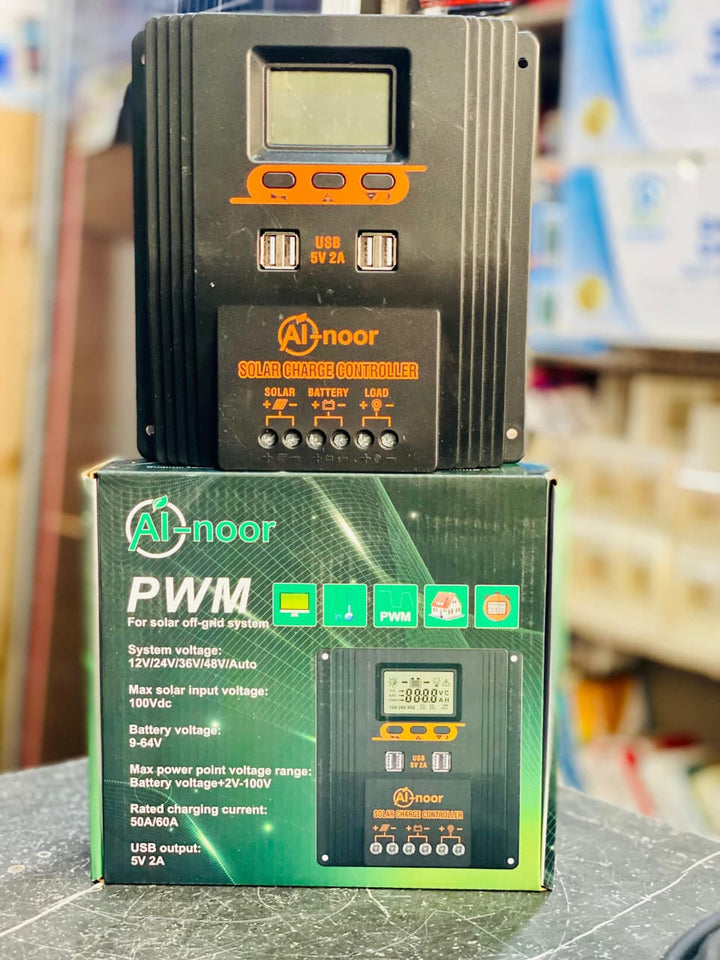 USB
5V 2A
Al-noor
SOLAR CHARGE CONTROLLER
SOLAR BATTERY LOAD
+ - + - + -
+ - + - + -
Al-noor
PWM
For solar off-grid system
PWM
System voltage:
12V/24V/36V/48V/Auto
Max solar input voltage:
100Vdc
Battery voltage:
9-64V
Max power point voltage range:
Battery voltage+2V-100V
Rated charging current:
50A/60A
USB output:
5V 2A
USB
5V 2A
Al-noor
SOLAR CHARGE CONTROLLER
+ - + - + -